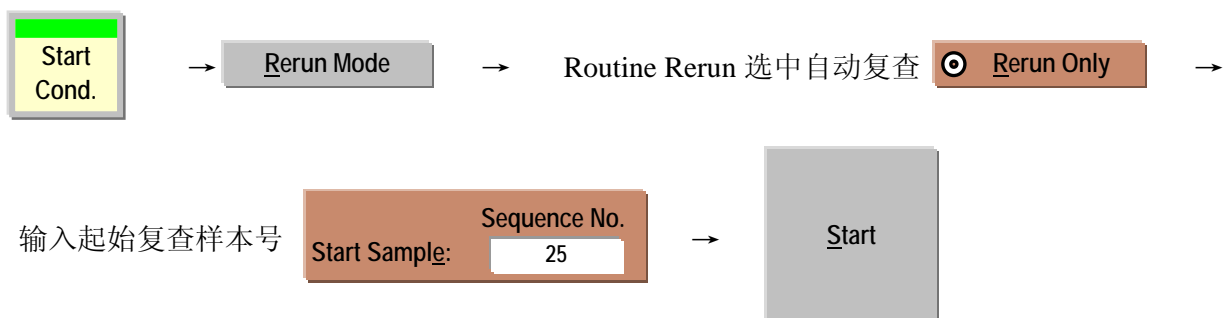 Start
Cond.
→ Rerun Mode → Routine Rerun 选中自动复查 Rerun Only →
输入起始复查样本号
Sequence No.
Start Sample: 25
→ Start